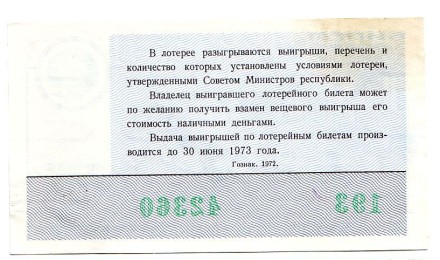 В лотерее разыгрываются выигрыши, перечень и
количество которых установлены условиями лотереи,
утвержденными Советом Министров республики.
Владелец выигравшего лотерейного билета может
по желанию получить взамен вещевого выигрыша его
стоимость наличными деньгами.
Выдача выигрышей по лотерейным билетам произ-
водится до 30 июня 1973 года.
Гознак. 1972.
42360 193